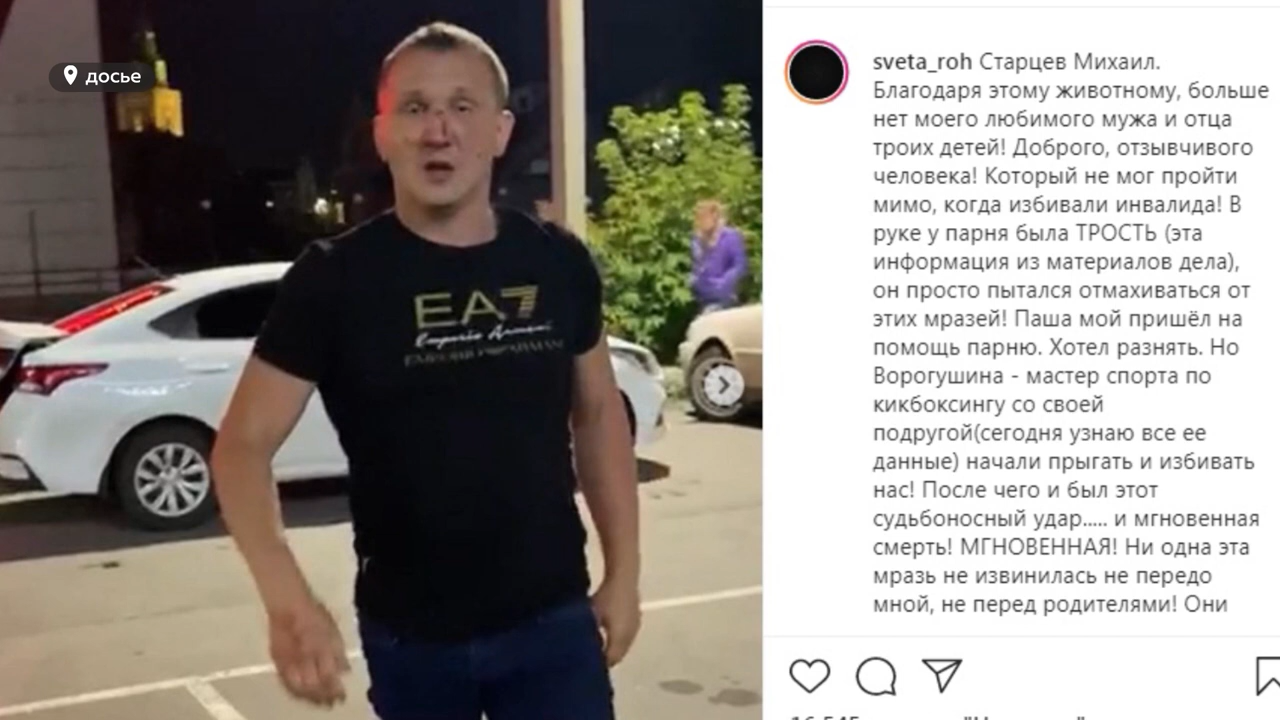 досье
EA7
Emporio Armani
sveta_roh Старцев Михаил.
Благодаря этому животному, больше
нет моего любимого мужа и отца
троих детей! Доброго, отзывчивого
человека! Который не мог пройти
мимо, когда избивали инвалида! В
руке у парня была ТРОСТЬ (эта
информация из материалов дела),
он просто пытался отмахиваться от
этих мразей! Паша мой пришёл на
помощь парню. Хотел разнять. Но
Ворогушина - мастер спорта по
кикбоксингу со своей
подругой(сегодня узнаю все ее
данные) начали прыгать и избивать
нас! После чего и был этот
судьбоносный удар..... и мгновенная
смерть! МГНОВЕННАЯ! Ни одна эта
мразь не извинилась не передо
мной, не перед родителями! Они